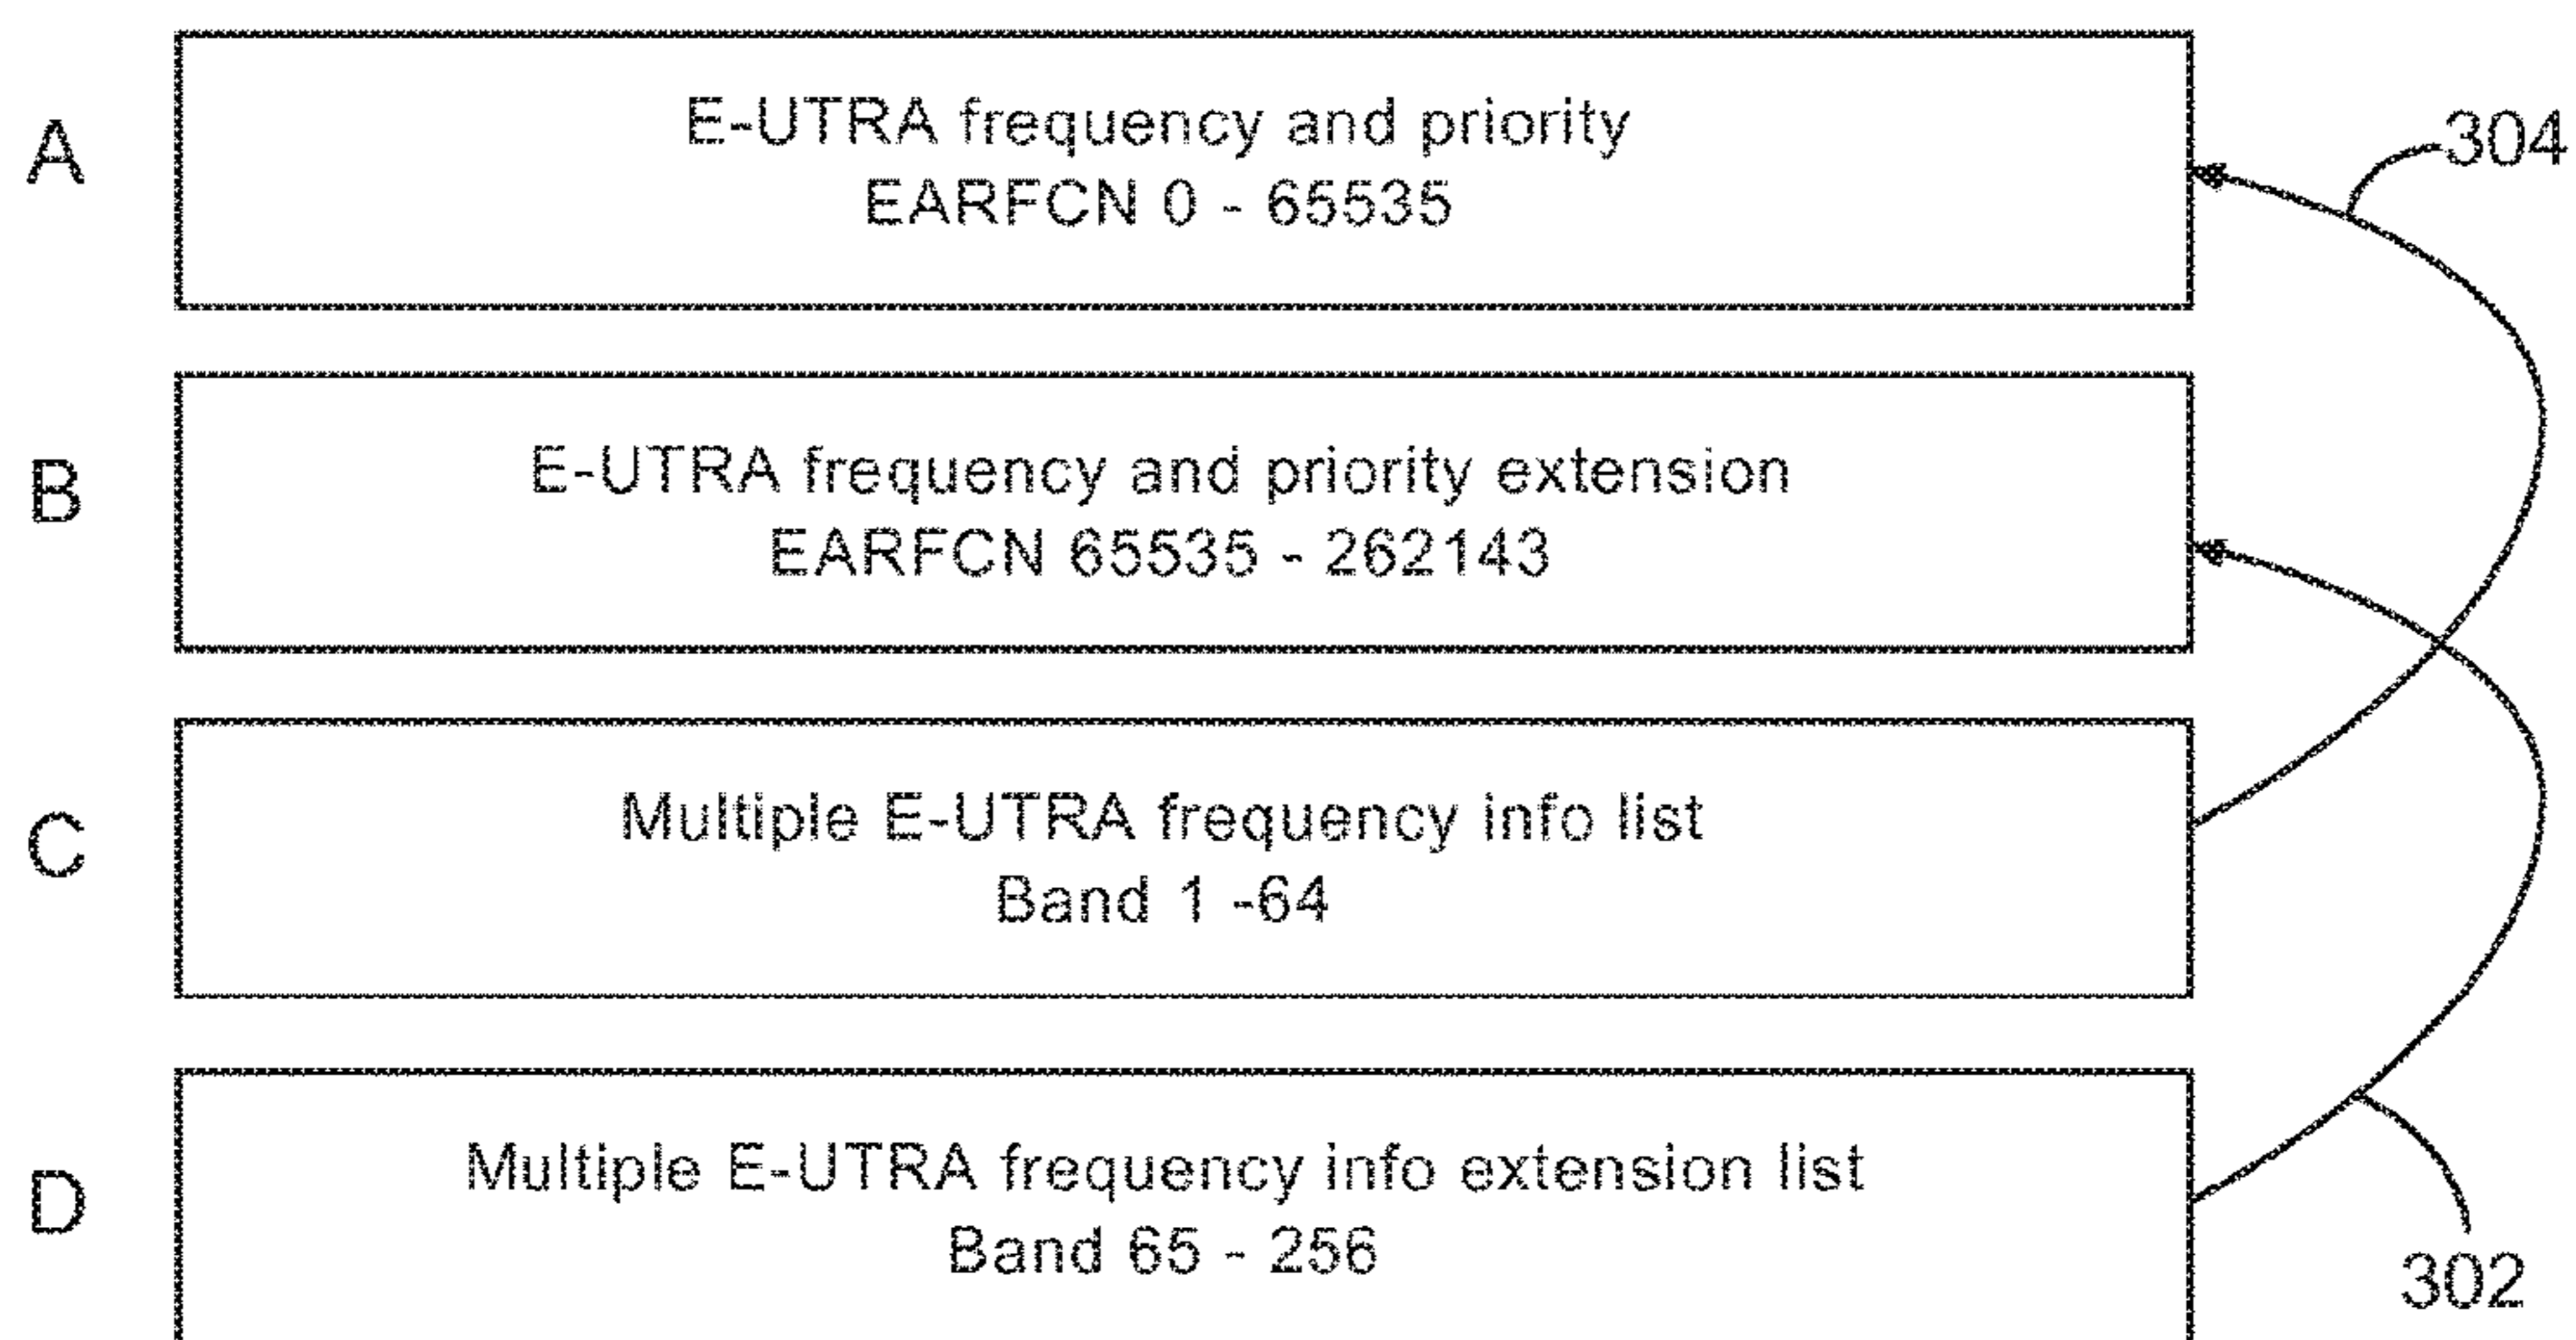 A
E-UTRA frequency and priority
EARFCN 0 - 65535
304
B
E-UTRA frequency and priority extension
EARFCN 65535 - 262143
C
Multiple E-UTRA frequency info list
Band 1 -64
D
Multiple E-UTRA frequency info extension list
Band 65 - 256
302